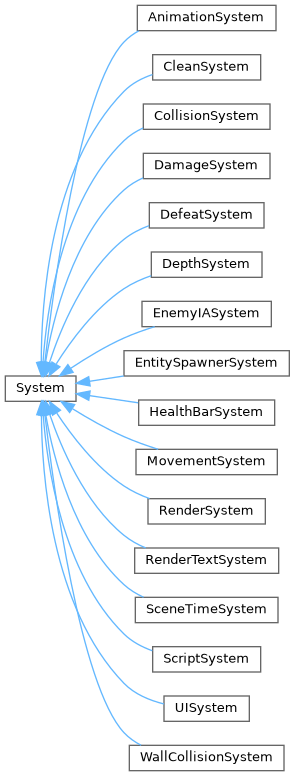 AnimationSystem
CleanSystem
CollisionSystem
DamageSystem
DefeatSystem
DepthSystem
EnemyIASystem
EntitySpawnerSystem
System
HealthBarSystem
MovementSystem
RenderSystem
RenderTextSystem
SceneTimeSystem
ScriptSystem
UISystem
WallCollisionSystem